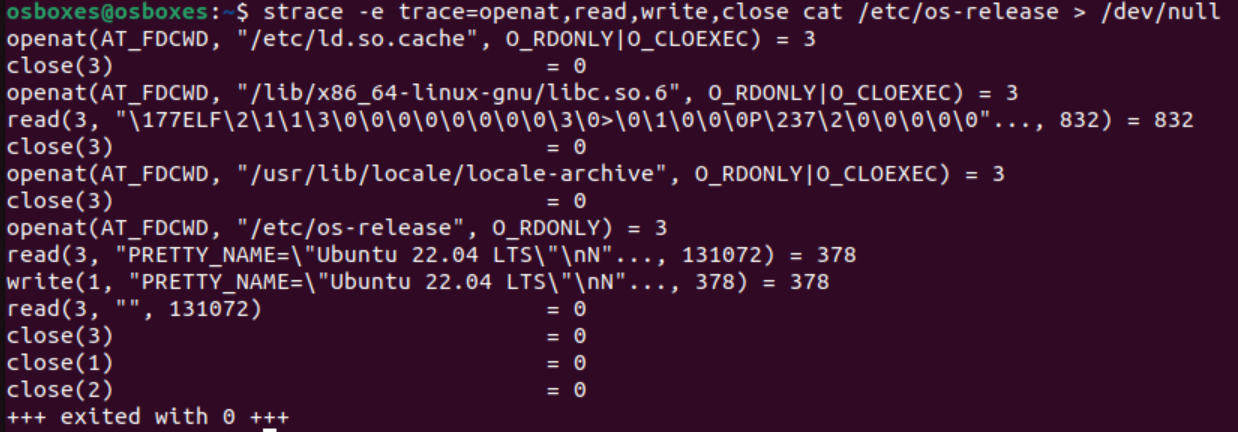 osboxes@osboxes:~$ strace -e trace=openat,read,write,close cat /etc/os-release > /dev/null
openat(AT_FDCWD, "/etc/ld.so.cache", O_RDONLY|O_CLOEXEC) = 3
close(3)                                = 0
openat(AT_FDCWD, "/lib/x86_64-linux-gnu/libc.so.6", O_RDONLY|O_CLOEXEC) = 3
read(3, "\177ELF\2\1\1\3\0\0\0\0\0\0\0\0\3\0>\0\1\0\0\0P\237\2\0\0\0\0\0"..., 832) = 832
close(3)                                = 0
openat(AT_FDCWD, "/usr/lib/locale/locale-archive", O_RDONLY|O_CLOEXEC) = 3
close(3)                                = 0
openat(AT_FDCWD, "/etc/os-release", O_RDONLY) = 3
read(3, "PRETTY_NAME=\"Ubuntu 22.04 LTS\"\nN"..., 131072) = 378
write(1, "PRETTY_NAME=\"Ubuntu 22.04 LTS\"\nN"..., 378) = 378
read(3, "", 131072)                     = 0
close(3)                                = 0
close(1)                                = 0
close(2)                                = 0
+++ exited with 0 +++